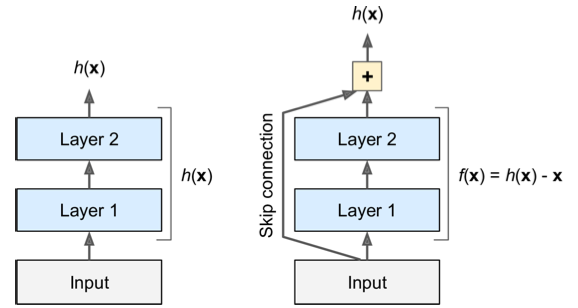 h(x)
Layer 2
Layer 1
Input
h(x)
h(x)
+
Layer 2
Layer 1
Input
Skip connection
f(x) = h(x) - x